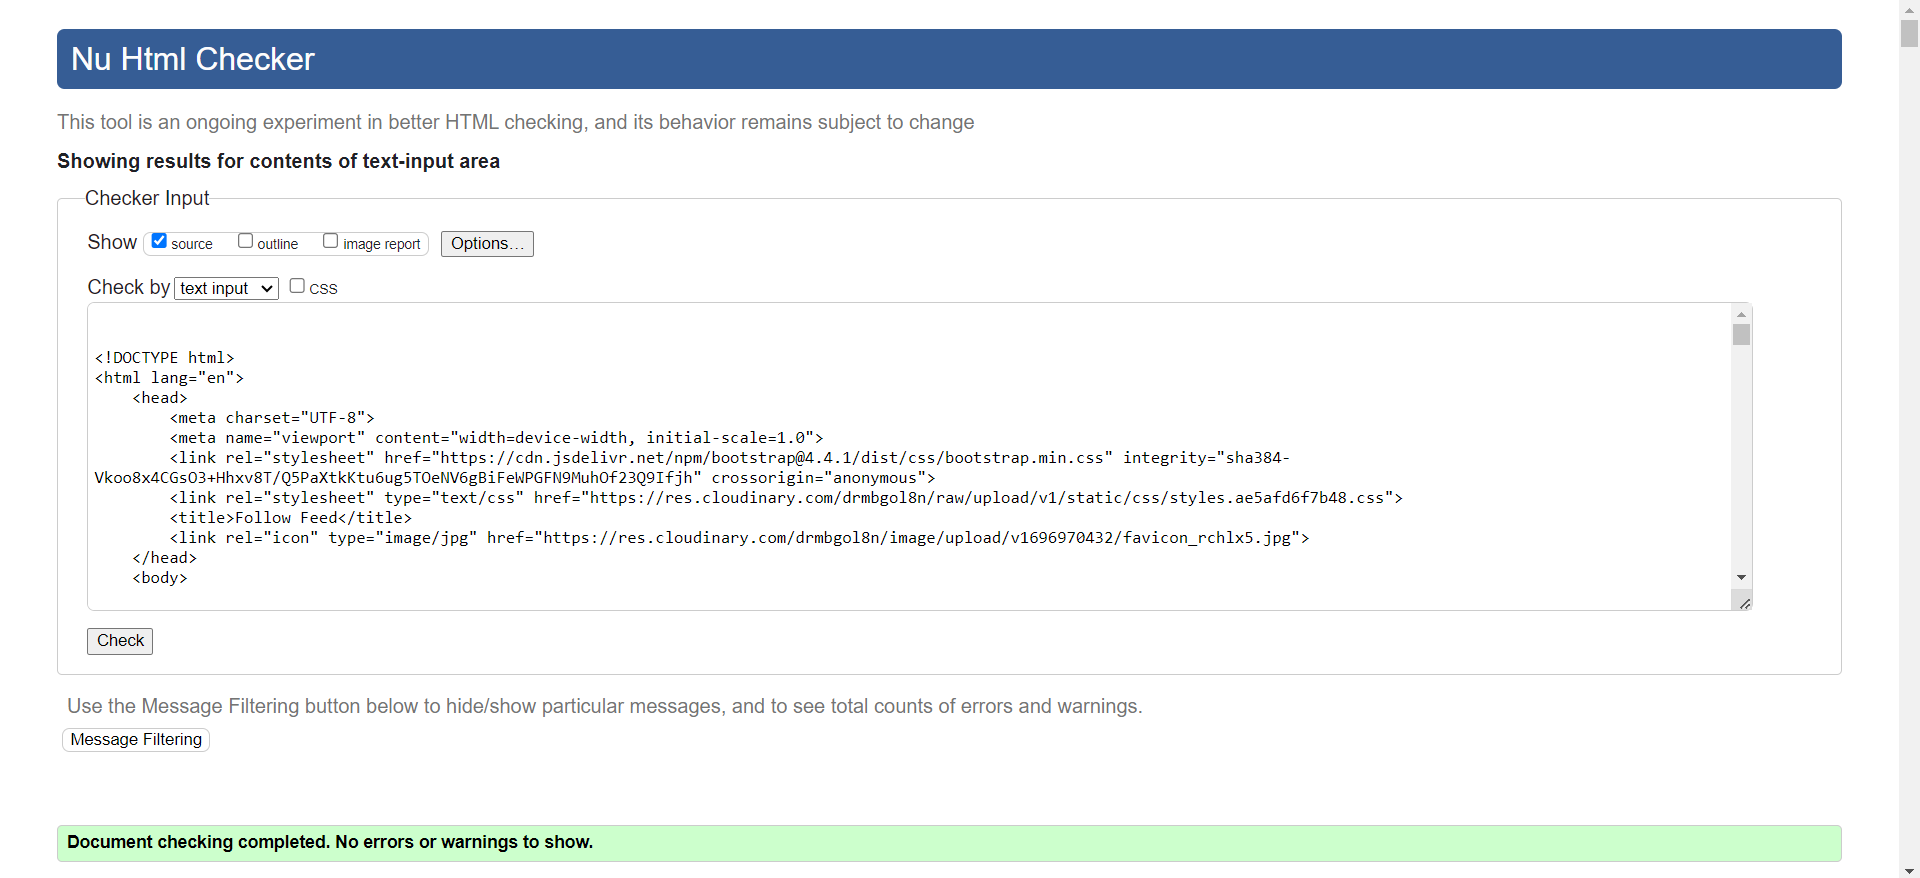 Nu Html Checker
This tool is an ongoing experiment in better HTML checking, and its behavior remains subject to change
Showing results for contents of text-input area
Checker Input
Show source outline image report Options…
Check by text input CSS
<!DOCTYPE html>
<html lang="en">
    <head>
        <meta charset="UTF-8">
        <meta name="viewport" content="width=device-width, initial-scale=1.0">
        <link rel="stylesheet" href="https://cdn.jsdelivr.net/npm/bootstrap@4.4.1/dist/css/bootstrap.min.css" integrity="sha384-
Vkoo8x4CGsO3+Hhxv8T/Q5PaXtkKtu6ug5TOeNV6gBiFeWPGFN9MuhOf23Q9Ifjh" crossorigin="anonymous">
        <link rel="stylesheet" type="text/css" href="https://res.cloudinary.com/drmbgol8n/raw/upload/v1/static/css/styles.ae5afd6f7b48.css">
        <title>Follow Feed</title>
        <link rel="icon" type="image/jpg" href="https://res.cloudinary.com/drmbgol8n/image/upload/v1696970432/favicon_rchlx5.jpg">
    </head>
    <body>
Check
Use the Message Filtering button below to hide/show particular messages, and to see total counts of errors and warnings.
Message Filtering
Document checking completed. No errors or warnings to show.